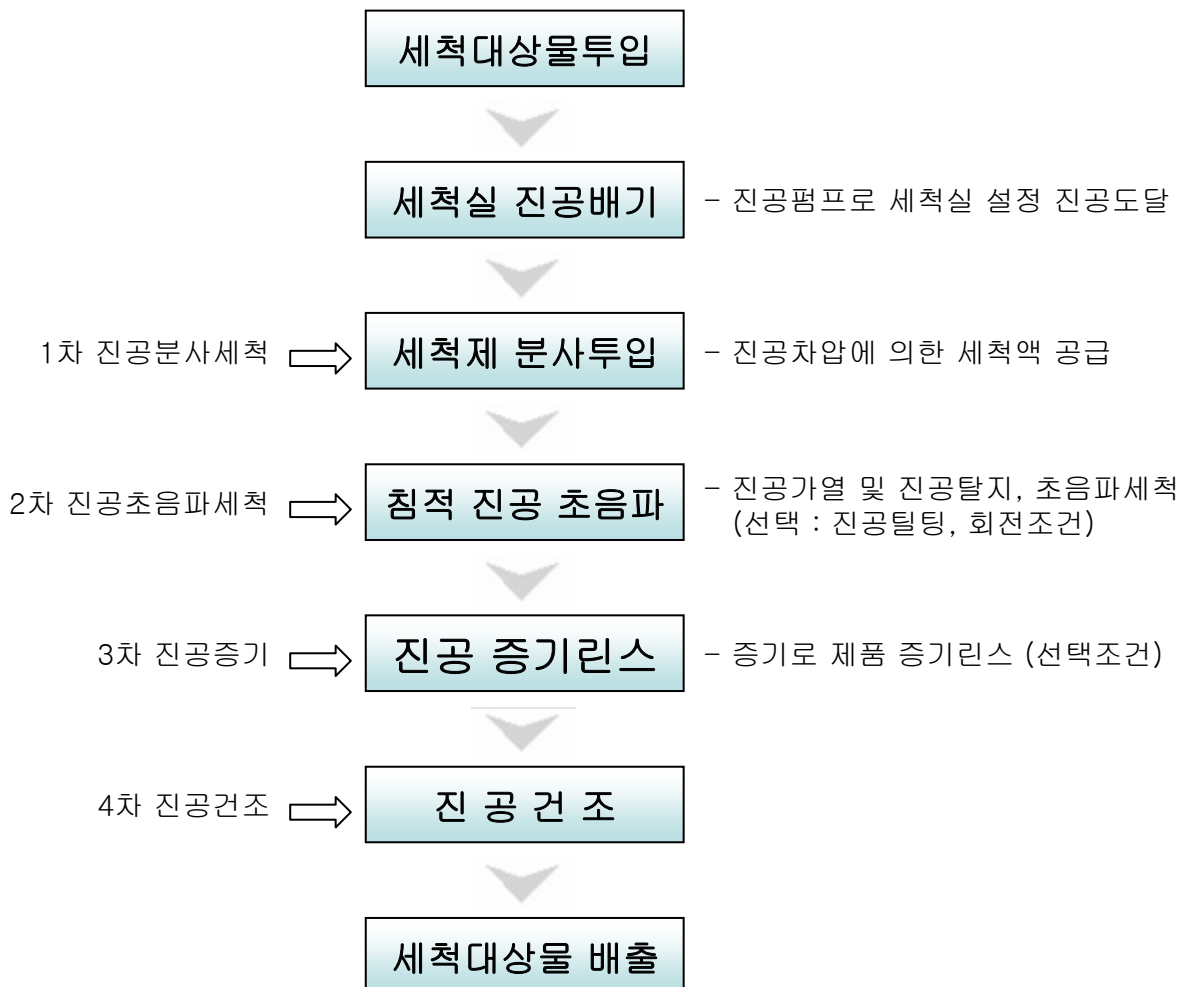 세척대상물투입
세척실 진공배기
- 진공펌프로 세척실 설정 진공도달
1차 진공분사세척
세척제 분사투입
- 진공차압에 의한 세척액 공급
2차 진공초음파세척
침적 진공 초음파
- 진공가열 및 진공탈지, 초음파세척
(선택 : 진공틸팅, 회전조건)
3차 진공증기
진공 증기린스
- 증기로 제품 증기린스 (선택조건)
4차 진공건조
진 공 건 조
세척대상물 배출